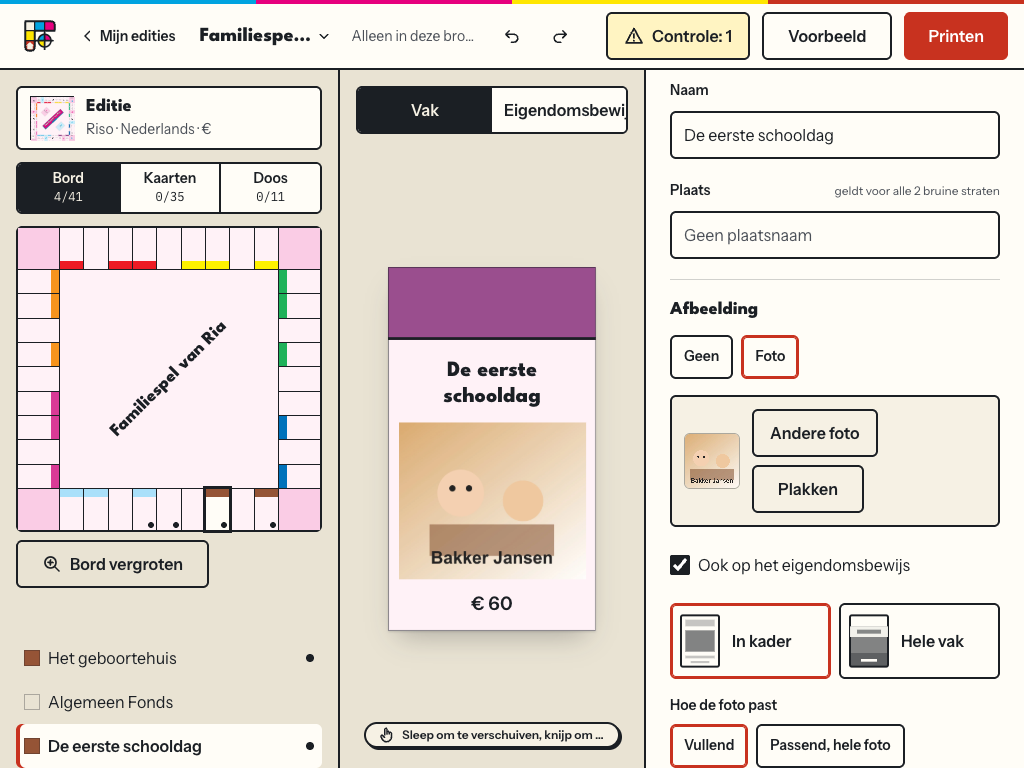 Mijn edities
Familiespe...
Alleen in deze bro...
Controle: 1
Voorbeeld
Printen
Editie
Riso · Nederlands · €
Bord
4/41
Kaarten
0/35
Doos
0/11
Familiespel van Ria
Bord vergroten
Het geboortehuis
Algemeen Fonds
De eerste schooldag
Vak
Eigendomsbewij
De eerste
schooldag
Bakker Jansen
€ 60
Sleep om te verschuiven, knijp om ...
Naam
De eerste schooldag
Plaats
geldt voor alle 2 bruine straten
Geen plaatsnaam
Afbeelding
Geen
Foto
Bakker Jansen
Andere foto
Plakken
Ook op het eigendomsbewijs
In kader
Hele vak
Hoe de foto past
Vullend
Passend, hele foto